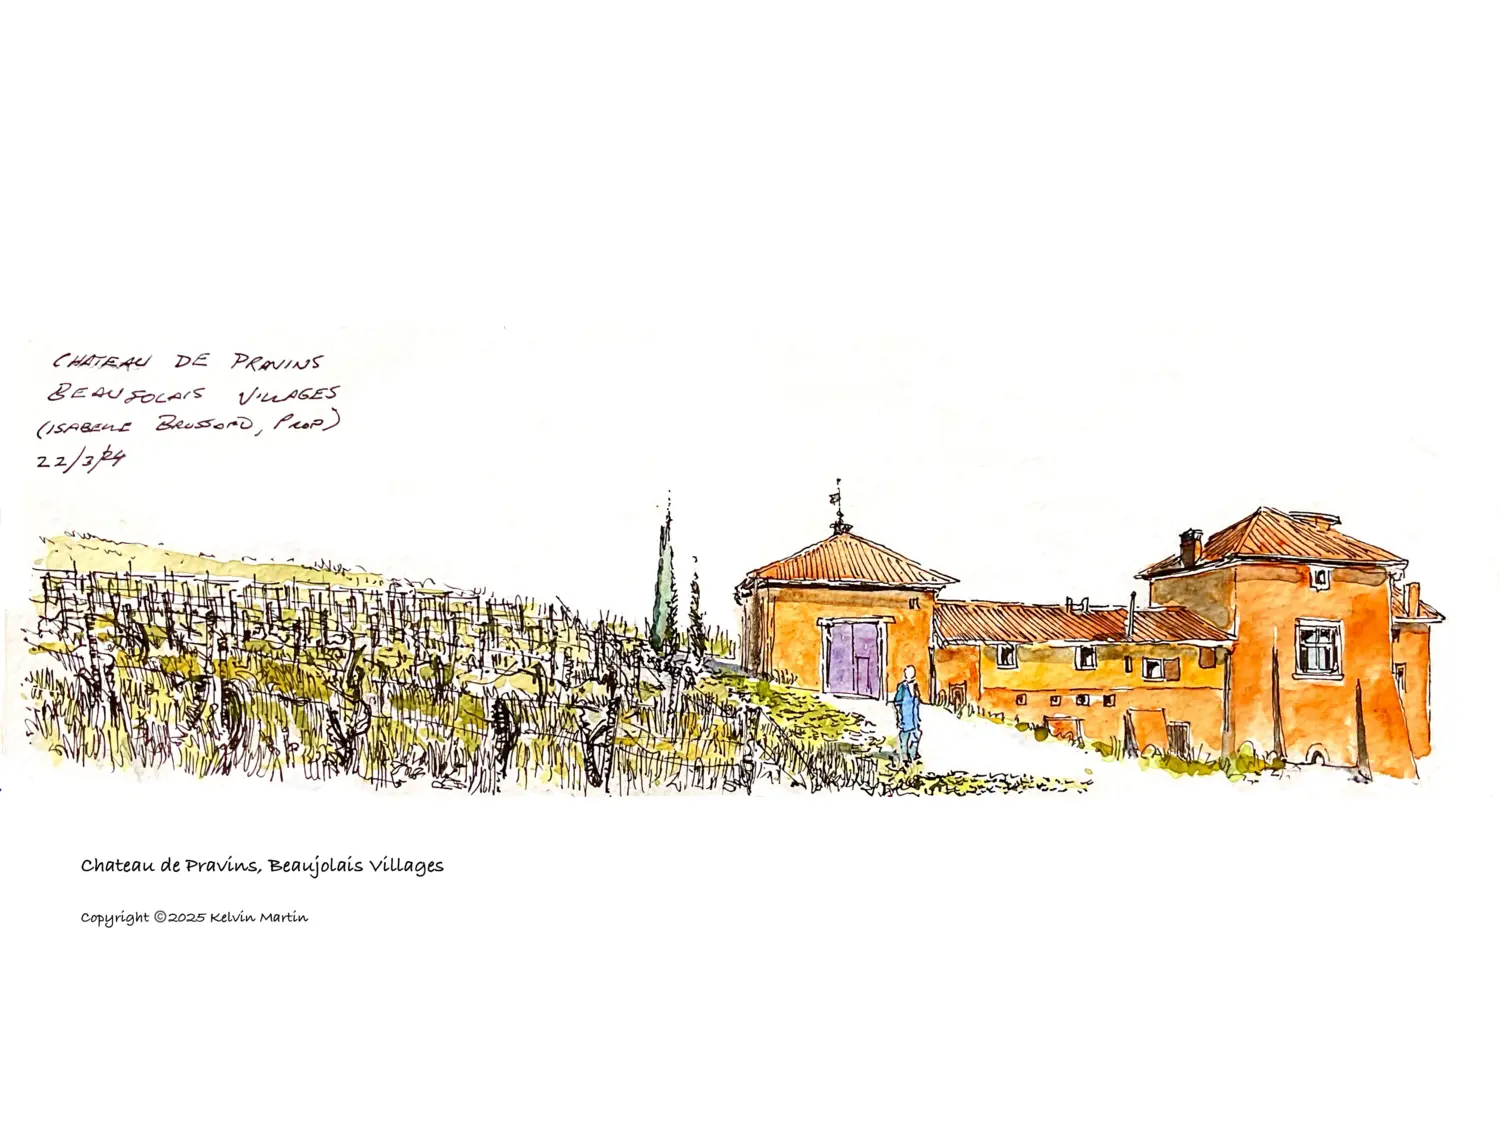 CHATEAU DE PRAVINS
BEAUJOLAIS VILLAGES
(ISABELLE BRUSSARD, PROP)
22/3/24
Chateau de Pravins, Beaujolais Villages
Copyright ©2025 Kelvin Martin